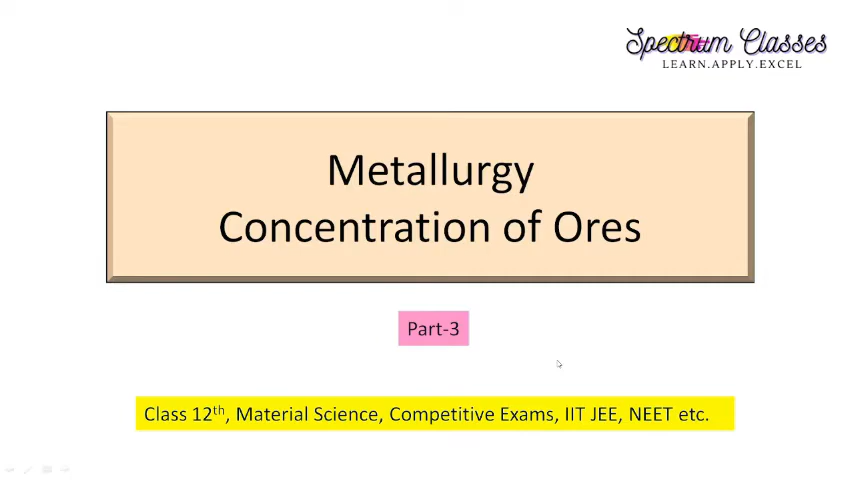 Spectrum Classes
LEARN.APPLY.EXCEL
Metallurgy
Concentration of Ores
Part-3
Class 12th, Material Science, Competitive Exams, IIT JEE, NEET etc.